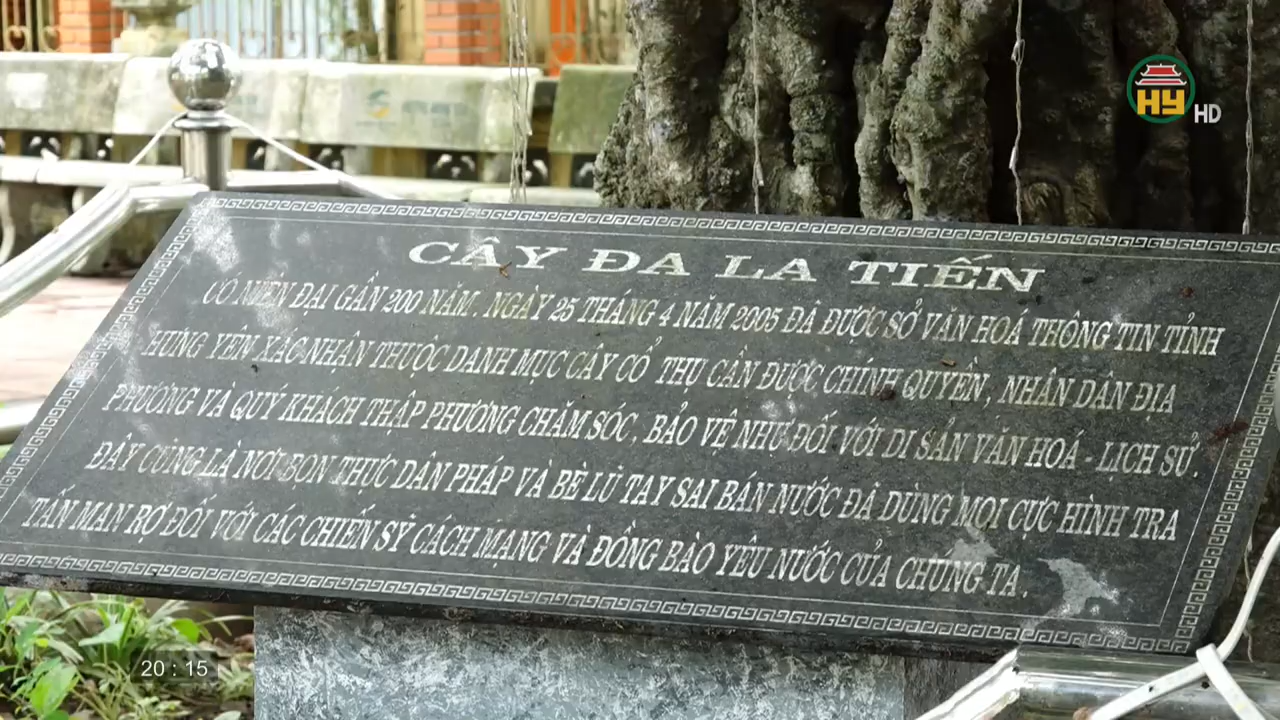 HY HD
CÂY ĐA LA TIẾN
CÓ NIÊN ĐẠI GẦN 200 NĂM. NGÀY 25 THÁNG 4 NĂM 2005 ĐÃ ĐƯỢC SỞ VĂN HOÁ THÔNG TIN TỈNH
HƯNG YÊN XÁC NHẬN THUỘC DANH MỤC CÂY CỔ THỤ CẦN ĐƯỢC CHÍNH QUYỀN, NHÂN DÂN ĐỊA
PHƯƠNG VÀ QUÝ KHÁCH THẬP PHƯƠNG CHĂM SÓC, BẢO VỆ NHƯ ĐỐI VỚI DI SẢN VĂN HOÁ - LỊCH SỬ.
ĐÂY CŨNG LÀ NƠI BỌN THỰC DÂN PHÁP VÀ BÈ LŨ TAY SAI BÁN NƯỚC ĐÃ DÙNG MỌI CỰC HÌNH TRA
TẤN MAN RỢ ĐỐI VỚI CÁC CHIẾN SỸ CÁCH MẠNG VÀ ĐỒNG BÀO YÊU NƯỚC CỦA CHÚNG TA.
20 : 15